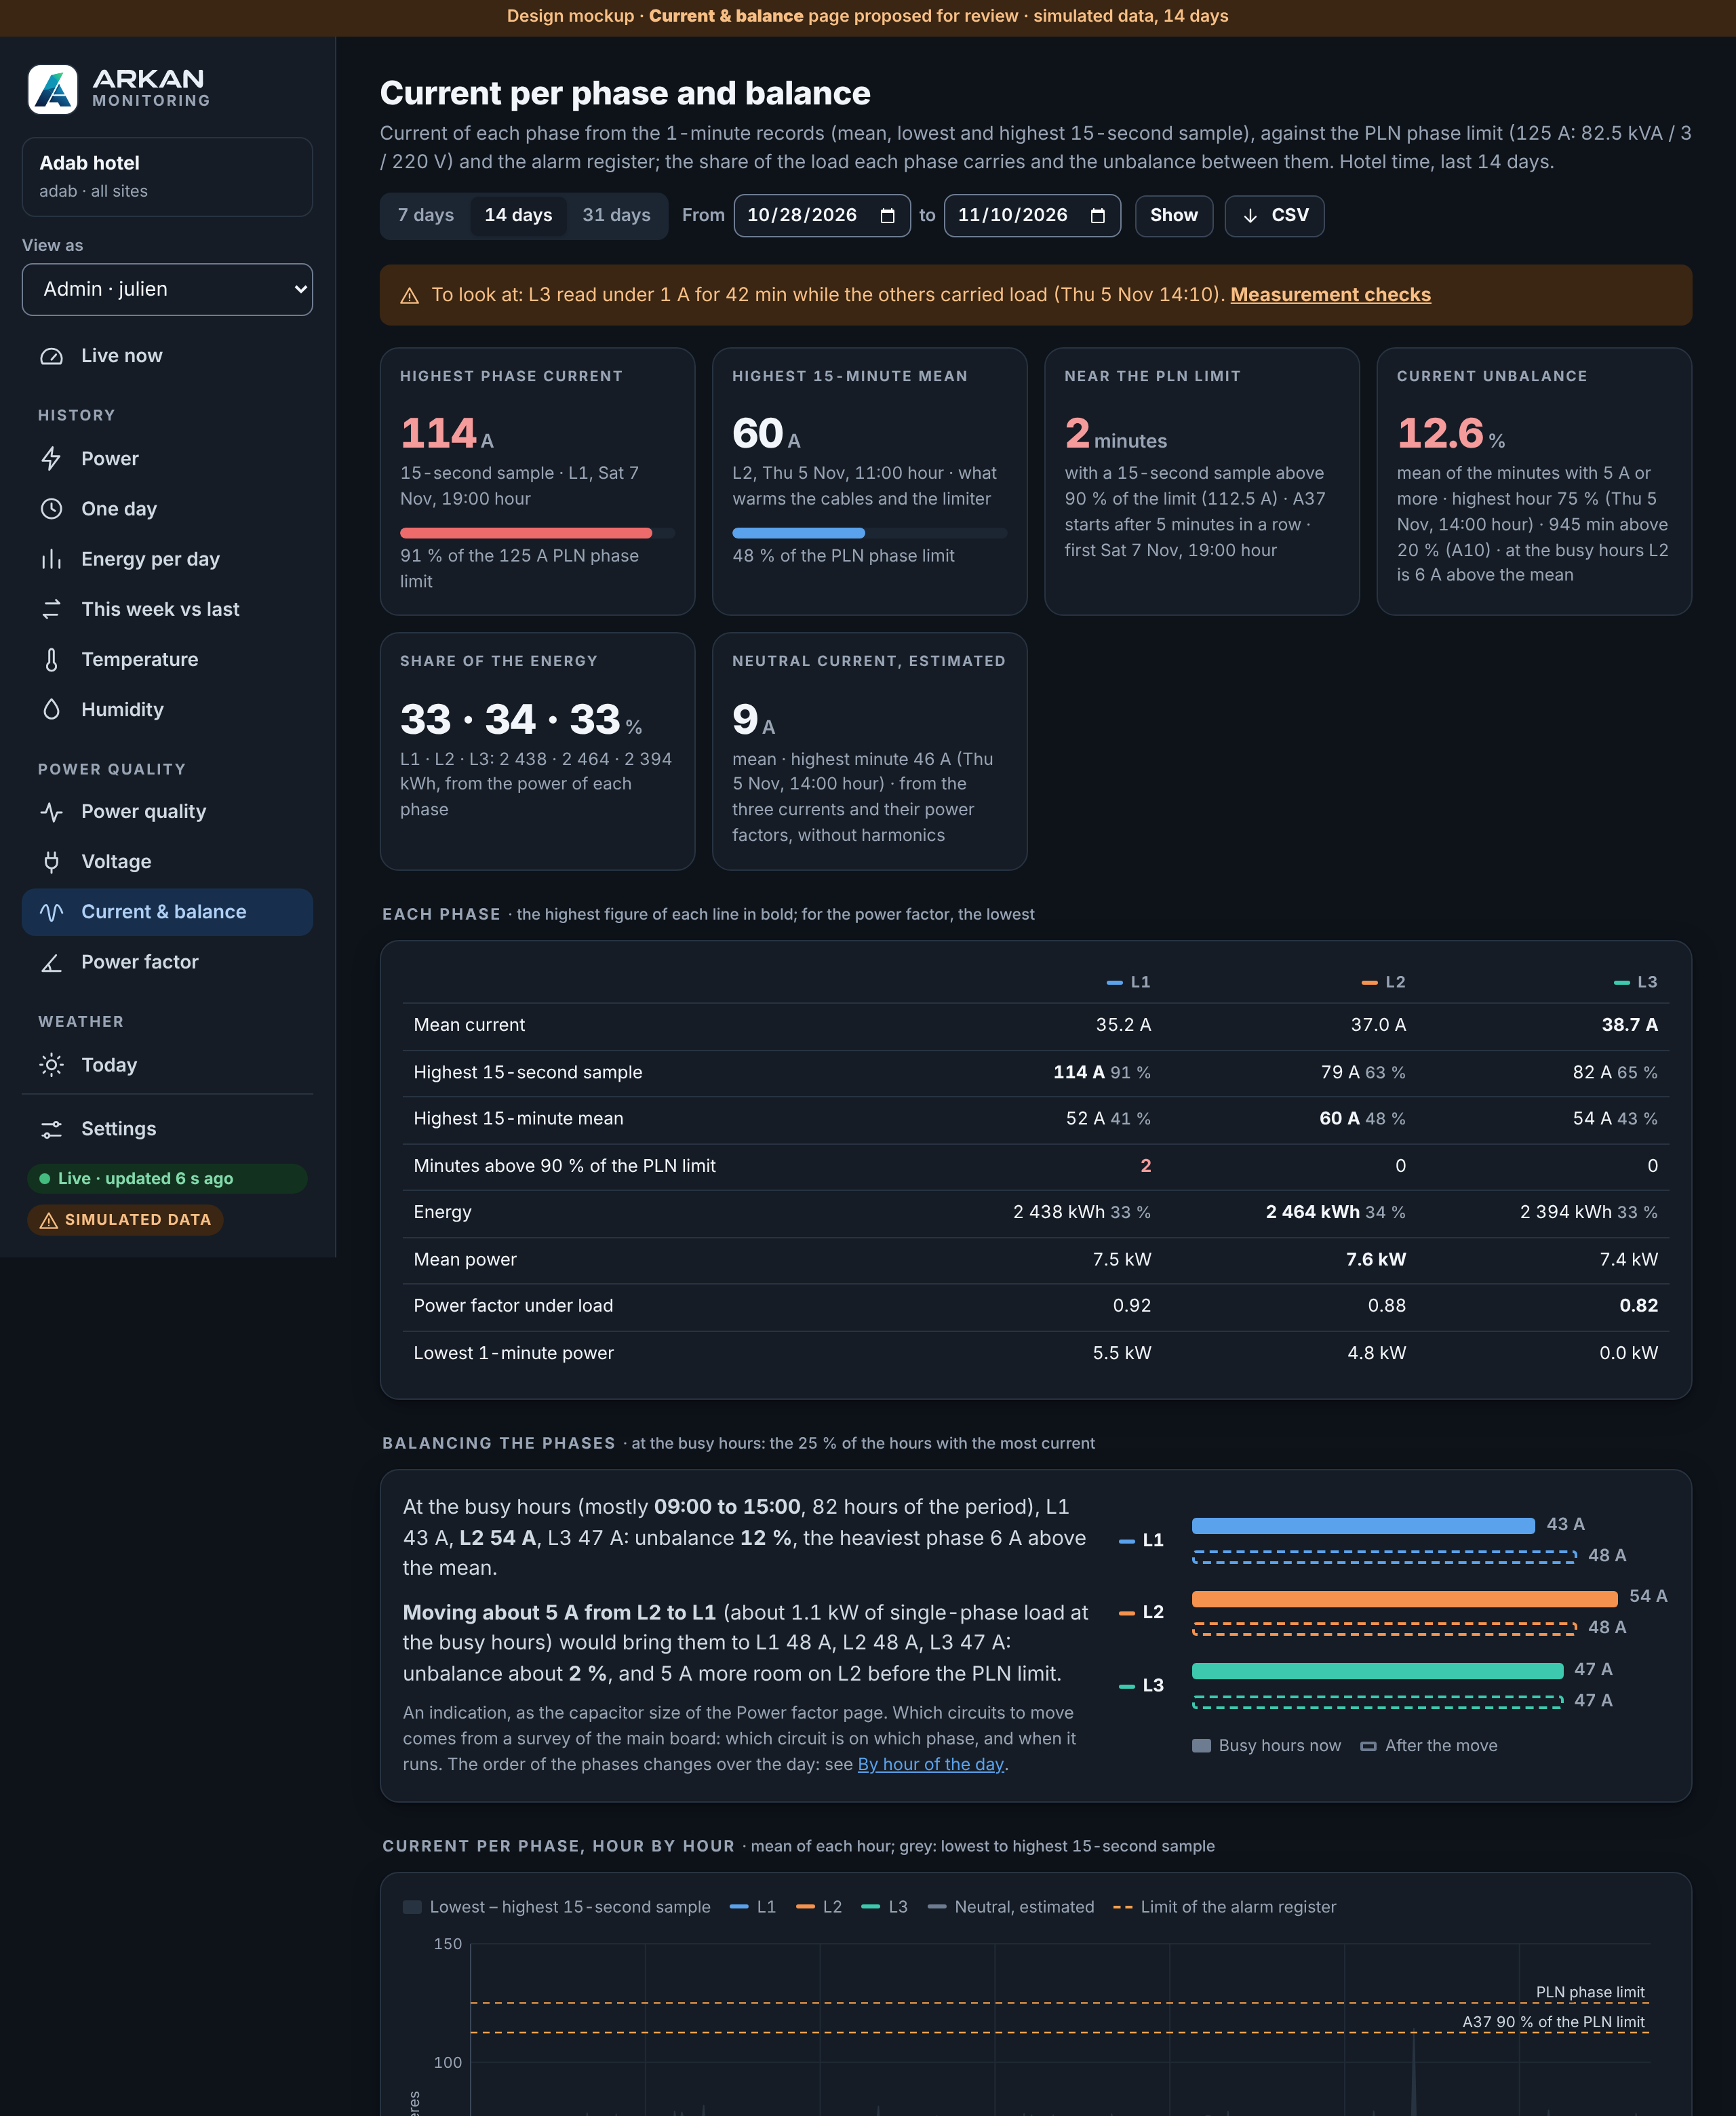 Design mockup · Current & balance page proposed for review · simulated data, 14 days
ARKAN
MONITORING
Adab hotel
adab · all sites
View as
Admin · julien
Live now
HISTORY
Power
One day
Energy per day
This week vs last
Temperature
Humidity
POWER QUALITY
Power quality
Voltage
Current & balance
Power factor
WEATHER
Today
Settings
Live · updated 6 s ago
SIMULATED DATA
Current per phase and balance
Current of each phase from the 1-minute records (mean, lowest and highest 15-second sample), against the PLN phase limit (125 A: 82.5 kVA / 3
/ 220 V) and the alarm register; the share of the load each phase carries and the unbalance between them. Hotel time, last 14 days.
7 days 14 days 31 days From 10/28/2026 to 11/10/2026 Show CSV
To look at: L3 read under 1 A for 42 min while the others carried load (Thu 5 Nov 14:10). Measurement checks
HIGHEST PHASE CURRENT
114 A
15-second sample · L1, Sat 7
Nov, 19:00 hour
91 % of the 125 A PLN phase
limit
HIGHEST 15-MINUTE MEAN
60 A
L2, Thu 5 Nov, 11:00 hour · what
warms the cables and the limiter
48 % of the PLN phase limit
NEAR THE PLN LIMIT
2 minutes
with a 15-second sample above
90 % of the limit (112.5 A) · A37
starts after 5 minutes in a row ·
first Sat 7 Nov, 19:00 hour
CURRENT UNBALANCE
12.6 %
mean of the minutes with 5 A or
more · highest hour 75 % (Thu 5
Nov, 14:00 hour) · 945 min above
20 % (A10) · at the busy hours L2
is 6 A above the mean
SHARE OF THE ENERGY
33 · 34 · 33 %
L1 · L2 · L3: 2 438 · 2 464 · 2 394
kWh, from the power of each
phase
NEUTRAL CURRENT, ESTIMATED
9 A
mean · highest minute 46 A (Thu
5 Nov, 14:00 hour) · from the
three currents and their power
factors, without harmonics
EACH PHASE · the highest figure of each line in bold; for the power factor, the lowest
L1 L2 L3
Mean current 35.2 A 37.0 A 38.7 A
Highest 15-second sample 114 A 91 % 79 A 63 % 82 A 65 %
Highest 15-minute mean 52 A 41 % 60 A 48 % 54 A 43 %
Minutes above 90 % of the PLN limit 2 0 0
Energy 2 438 kWh 33 % 2 464 kWh 34 % 2 394 kWh 33 %
Mean power 7.5 kW 7.6 kW 7.4 kW
Power factor under load 0.92 0.88 0.82
Lowest 1-minute power 5.5 kW 4.8 kW 0.0 kW
BALANCING THE PHASES · at the busy hours: the 25 % of the hours with the most current
At the busy hours (mostly 09:00 to 15:00, 82 hours of the period), L1
43 A, L2 54 A, L3 47 A: unbalance 12 %, the heaviest phase 6 A above
the mean.
Moving about 5 A from L2 to L1 (about 1.1 kW of single-phase load at
the busy hours) would bring them to L1 48 A, L2 48 A, L3 47 A:
unbalance about 2 %, and 5 A more room on L2 before the PLN limit.
An indication, as the capacitor size of the Power factor page. Which circuits to move
comes from a survey of the main board: which circuit is on which phase, and when it
runs. The order of the phases changes over the day: see By hour of the day.
L1
43 A
48 A
L2
54 A
48 A
L3
47 A
47 A
Busy hours now After the move
CURRENT PER PHASE, HOUR BY HOUR · mean of each hour; grey: lowest to highest 15-second sample
Lowest – highest 15-second sample L1 L2 L3 Neutral, estimated Limit of the alarm register
150
PLN phase limit
A37 90 % of the PLN limit
100